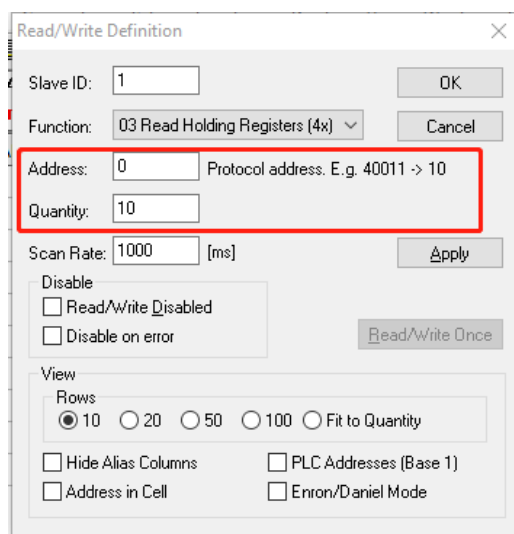 Read/Write Definition
Slave ID: 1 OK
Function: 03 Read Holding Registers (4x) Cancel
Address: 0 Protocol address. E.g. 40011 -> 10
Quantity: 10
Scan Rate: 1000 [ms] Apply
Disable
Read/Write Disabled
Disable on error Read/Write Once
View
Rows
10 20 50 100 Fit to Quantity
Hide Alias Columns PLC Addresses (Base 1)
Address in Cell Enron/Daniel Mode